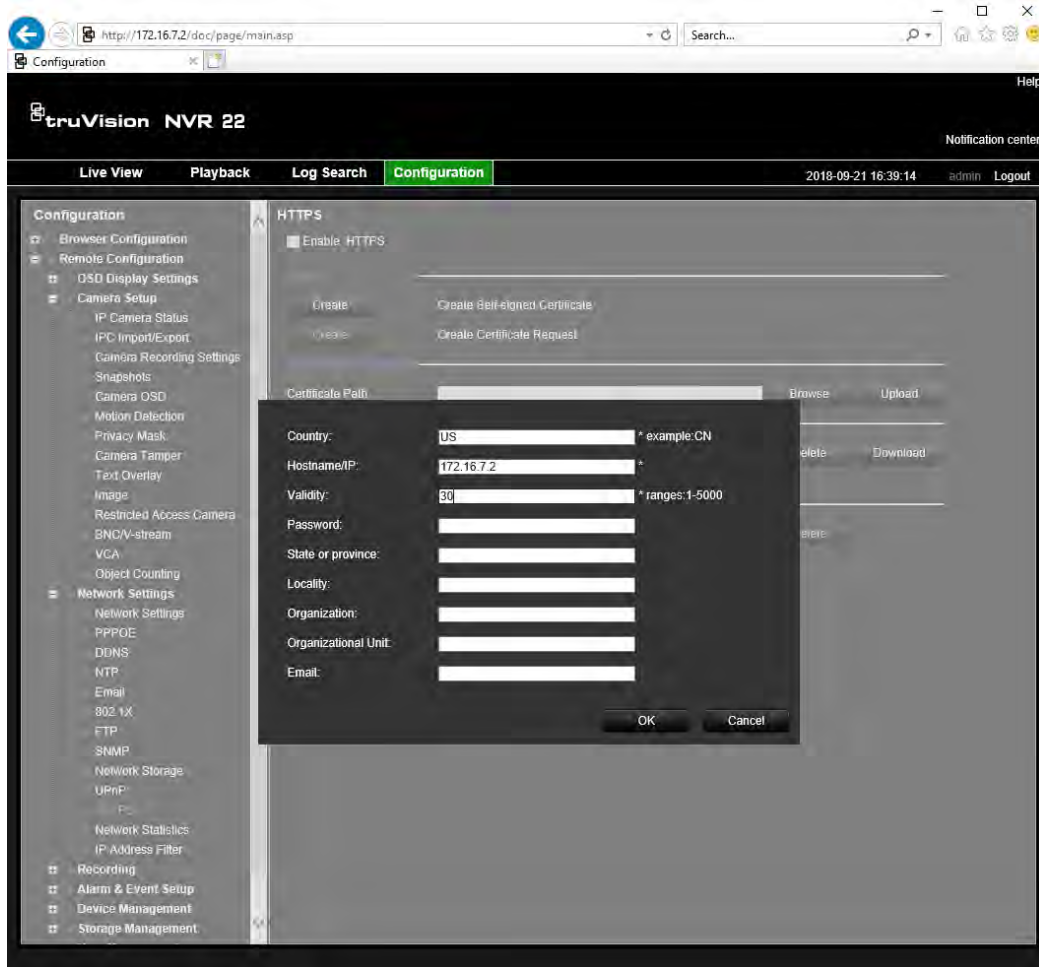 http://172.16.7.2/doc/page/main.asp
Search...
Configuration
Help
truVision NVR 22
Notification center
Live View Playback Log Search Configuration
2018-09-21 16:39:14 admin Logout
Configuration
Browser Configuration
Remote Configuration
OSD Display Settings
Camera Setup
IP Camera Status
IPC Import/Export
Camera Recording Settings
Snapshots
Camera OSD
Motion Detection
Privacy Mask
Camera Tamper
Text Overlay
Image
Restricted Access Camera
BNC/V-stream
VCA
Object Counting
Network Settings
Network Settings
PPPOE
DDNS
NTP
Email
802.1X
FTP
SNMP
Network Storage
UPnP
Network Statistics
IP Address Filter
Recording
Alarm & Event Setup
Device Management
Storage Management
HTTPS
Enable HTTPS
Create Create Self-signed Certificate
Create Create Certificate Request
Certificate Path Browse Upload
Download
Country: US * example:CN
Hostname/IP: 172.16.7.2 *
Validity: 30 * ranges:1-5000
Password:
State or province:
Locality:
Organization:
Organizational Unit:
Email:
OK Cancel